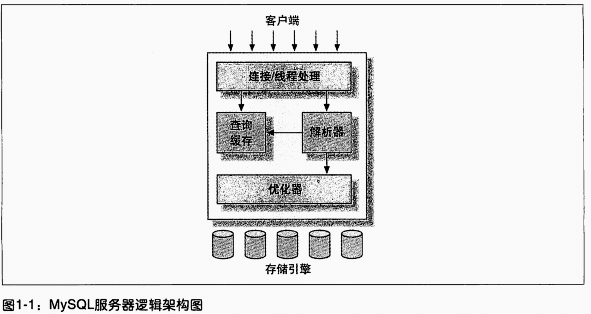 客户端
连接/线程处理
查询
缓存
解析器
优化器
存储引擎
图1-1：MySQL服务器逻辑架构图